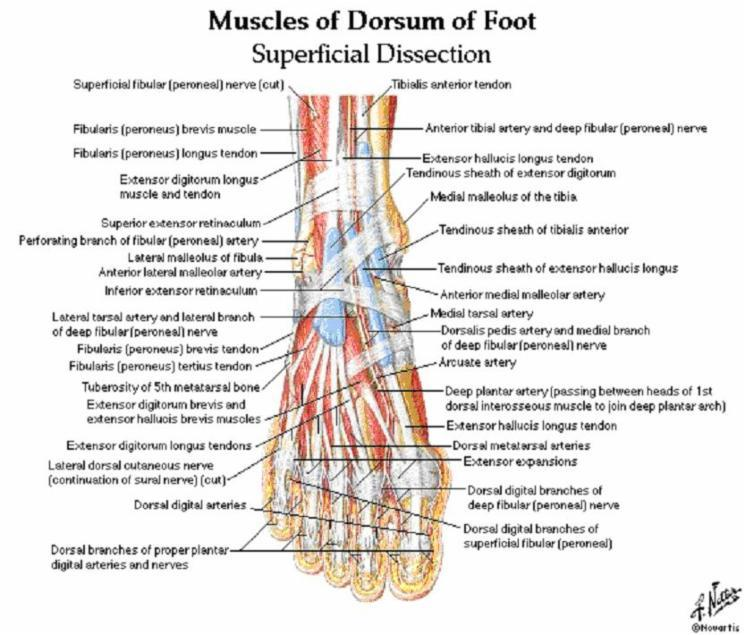 Muscles of Dorsum of Foot
Superficial Dissection
Superficial fibular (peroneal) nerve (cut)
Fibularis (peroneus) brevis muscle
Fibularis (peroneus) longus tendon
Extensor digitorum longus
muscle and tendon
Superior extensor retinaculum
Perforating branch of fibular (peroneal) artery
Lateral malleolus of fibula
Anterior lateral malleolar artery
Inferior extensor retinaculum
Lateral tarsal artery and lateral branch
of deep fibular (peroneal) nerve
Fibularis (peroneus) brevis tendon
Fibularis (peroneus) tertius tendon
Tuberosity of 5th metatarsal bone
Extensor digitorum brevis and
extensor hallucis brevis muscles
Extensor digitorum longus tendons
Lateral dorsal cutaneous nerve
(continuation of sural nerve) (cut)
Dorsal digital arteries
Dorsal branches of proper plantar
digital arteries and nerves
Tibialis anterior tendon
Anterior tibial artery and deep fibular (peroneal) nerve
Extensor hallucis longus tendon
Tendinous sheath of extensor digitorum
Medial malleolus of the tibia
Tendinous sheath of tibialis anterior
Tendinous sheath of extensor hallucis longus
Anterior medial malleolar artery
Medial tarsal artery
Dorsalis pedis artery and medial branch
of deep fibular (peroneal) nerve
Arcuate artery
Deep plantar artery (passing between heads of 1st
dorsal interosseous muscle to join deep plantar arch)
Extensor hallucis longus tendon
Dorsal metatarsal arteries
Extensor expansions
Dorsal digital branches of
deep fibular (peroneal) nerve
Dorsal digital branches of
superficial fibular (peroneal)
F. Netter
©Novartis